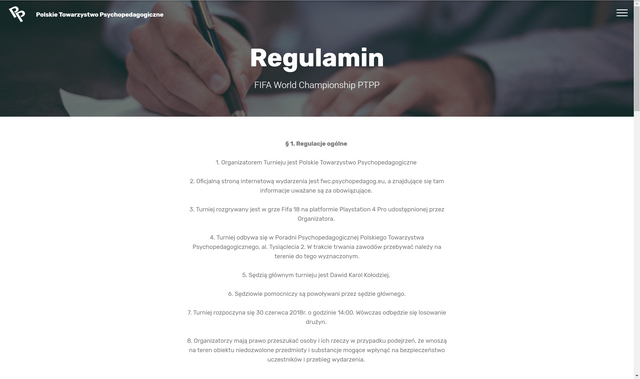 Polskie Towarzystwo Psychopedagogiczne
Regulamin
FIFA World Championship PTPP
§ 1. Regulacje ogólne
1. Organizatorem Turnieju jest Polskie Towarzystwo Psychopedagogiczne
2. Oficjalną stroną internetową wydarzenia jest fwc.psychopedagog.eu, a znajdujące się tam
informacje uważane są za obowiązujące.
3. Turniej rozgrywany jest w grze Fifa 18 na platformie Playstation 4 Pro udostępnionej przez
Organizatora.
4. Turniej odbywa się w Poradni Psychopedagogicznej Polskiego Towarzystwa
Psychopedagogicznego, al. Tysiąclecia 2. W trakcie trwania zawodów przebywać należy na
terenie do tego wyznaczonym.
5. Sędzią głównym turnieju jest Dawid Karol Kołodziej.
6. Sędziowie pomocniczy są powoływani przez sędzie głównego.
7. Turniej rozpoczyna się 30 czerwca 2018r. o godzinie 14:00. Wówczas odbędzie się losowanie
drużyn.
8. Organizatorzy mają prawo przeszukać osoby i ich rzeczy w przypadku podejrzeń, że wnoszą
na teren obiektu niedozwolone przedmioty i substancje mogące wpłynąć na bezpieczeństwo
uczestników i przebieg wydarzenia.